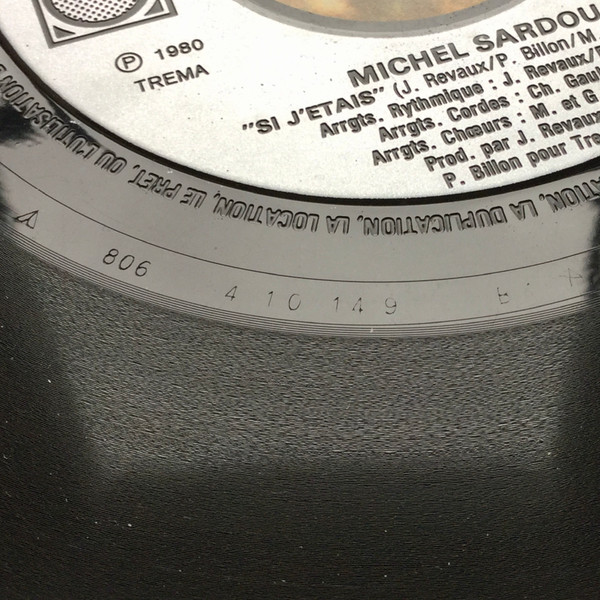 ℗ 1980
TREMA
MICHEL SARDOU
"SI J'ETAIS" (J. Revaux/P. Billon/M.
Arrgts. Rythmique : J. Revaux/
Arrgts. Cordes : Ch. Gau
Arrgts. Chœurs : M. et G
Prod. par J. Revaux
P. Billon pour Tre
L'UTILISATION, LE PRET, OU LA LOCATION, LA DUPLICATION, LA
A 806 4 10 149